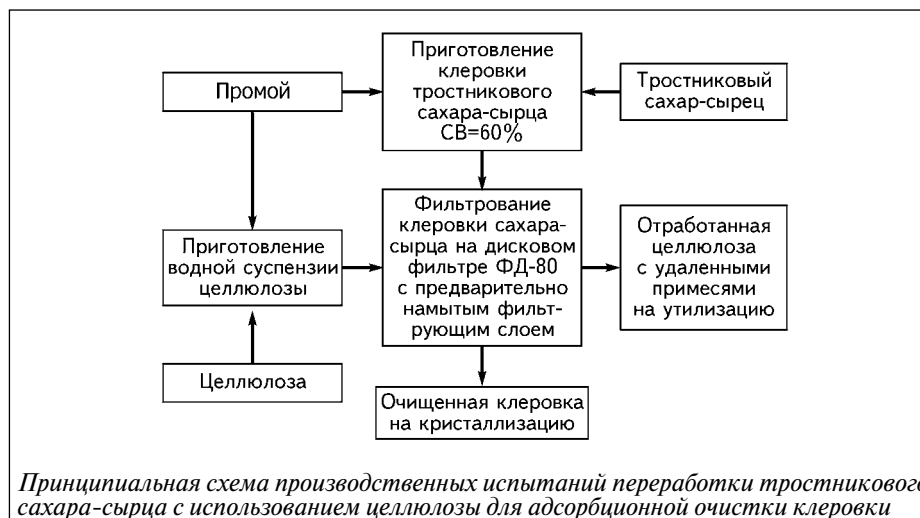 Приготовление
клеровки
тростникового
сахара-сырца
СВ=60%
Промой
Тростниковый
сахар-сырец
Приготовление
водной суспензии
целлюлозы
Фильтрование
клеровки сахара-
сырца на дисковом
фильтре ФД-80
с предварительно
намытым фильт-
рующим слоем
Отработанная
целлюлоза
с удаленными
примесями
на утилизацию
Целлюлоза
Очищенная клеровка
на кристаллизацию
Принципиальная схема производственных испытаний переработки тростникового
сахара-сырца с использованием целлюлозы для адсорбционной очистки клеровки